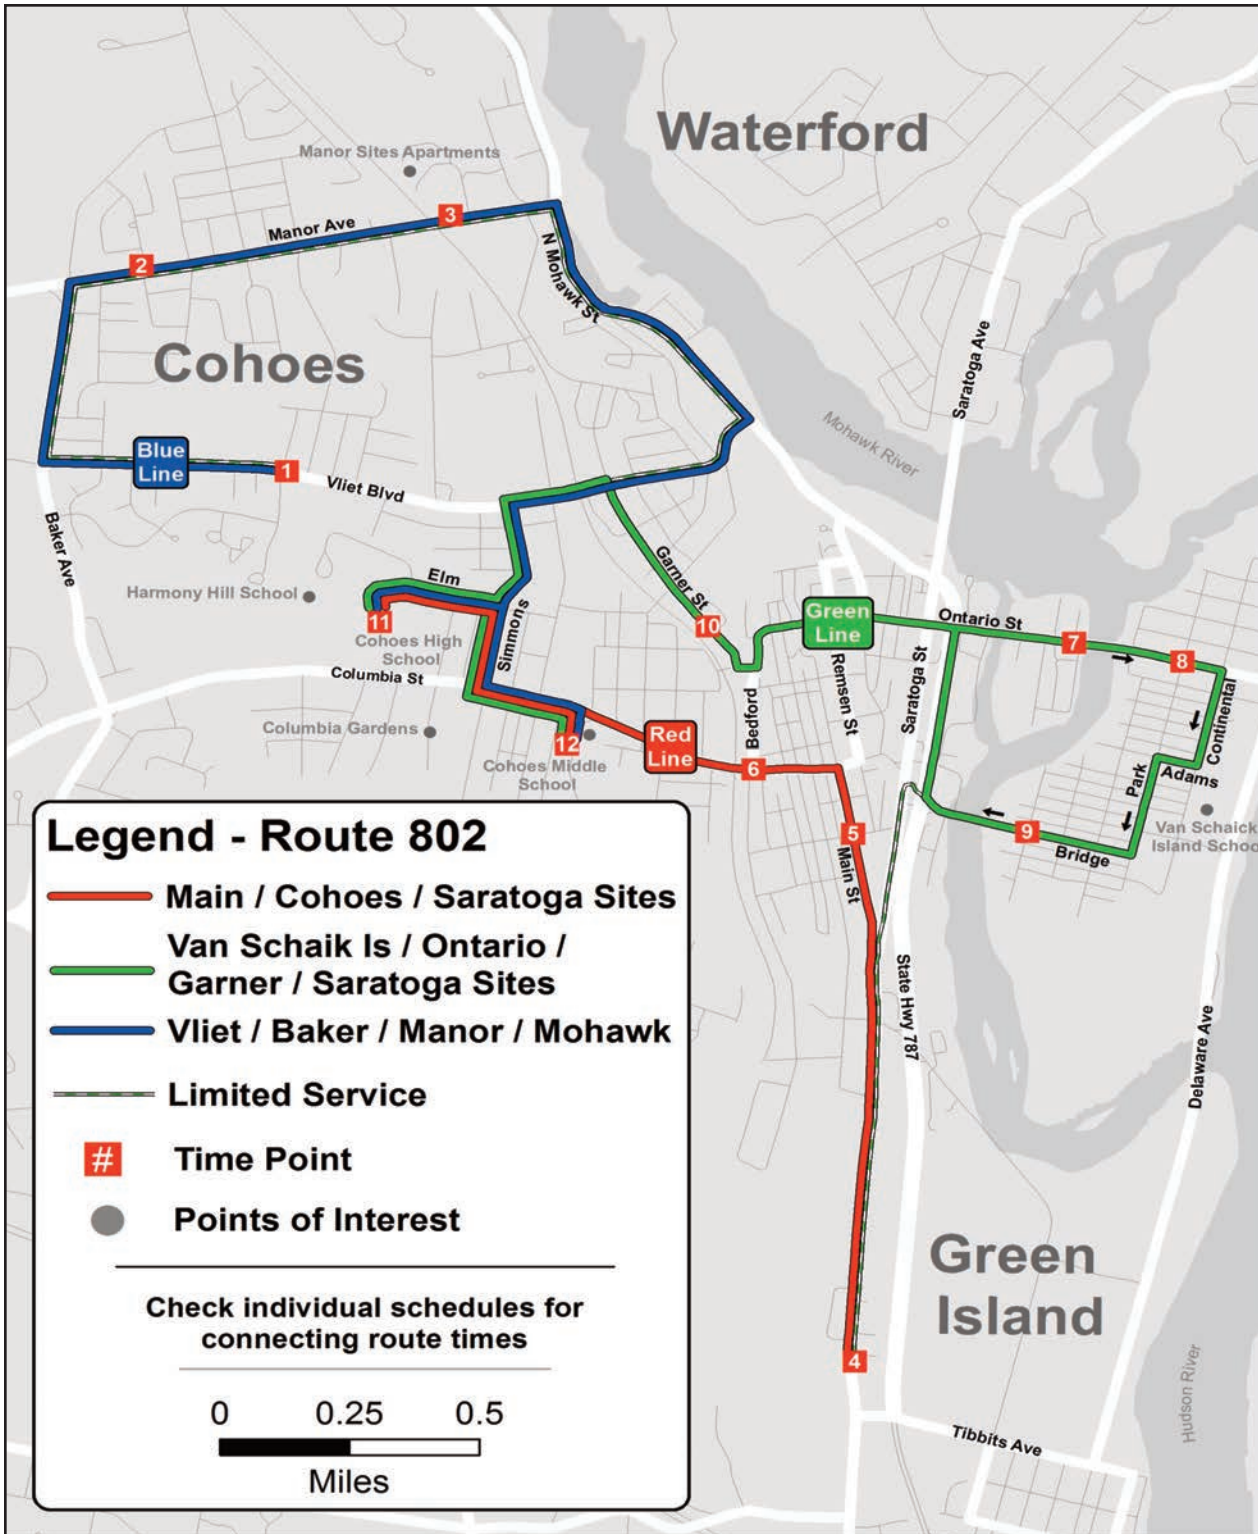 Waterford
Manor Sites Apartments
3
Manor Ave
2
N Mohawk St
Cohoes
Saratoga Ave
Mohawk River
Blue
Line
1
Vliet Blvd
Baker Ave
Harmony Hill School
Elm
Garner St
11
Cohoes High
School
Simmons
10
Green
Line
Ontario St
7
8
Columbia St
Remsen St
Saratoga St
Continental
Columbia Gardens
Bedford
Red
Line
12
Cohoes Middle
School
6
Park
Adams
5
Main St
9
Bridge
Van Schaick
Island School
Legend - Route 802
Main / Cohoes / Saratoga Sites
Van Schaik Is / Ontario /
Garner / Saratoga Sites
Vliet / Baker / Manor / Mohawk
Limited Service
# Time Point
Points of Interest
Check individual schedules for
connecting route times
0 0.25 0.5
Miles
State Hwy 787
Delaware Ave
Green
Island
4
Hudson River
Tibbits Ave